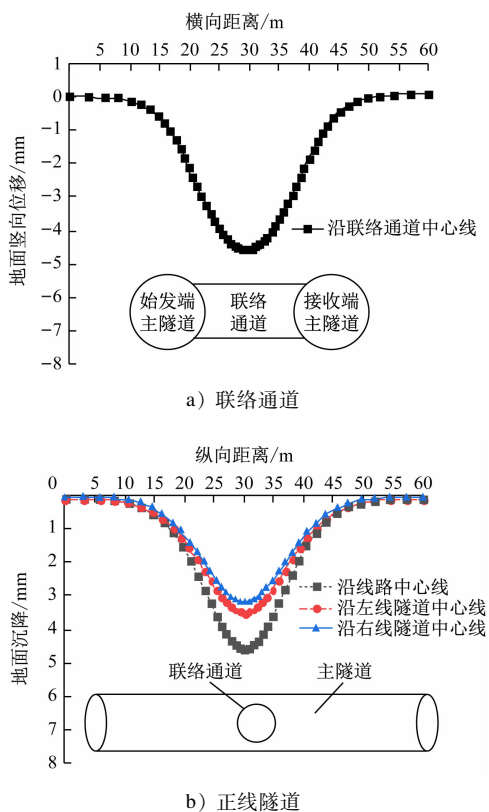 横向距离/m
5 10 15 20 25 30 35 40 45 50 55 60
1
0
-1
-2
-3
-4
-5
-6
-7
-8
地面竖向位移/mm
沿联络通道中心线
始发端
主隧道
联络
通道
接收端
主隧道
a) 联络通道
纵向距离/m
0 5 10 15 20 25 30 35 40 45 50 55 60
1
2
3
4
5
6
7
8
地面沉降/mm
沿线路中心线
沿左线隧道中心线
沿右线隧道中心线
联络通道 主隧道
b) 正线隧道